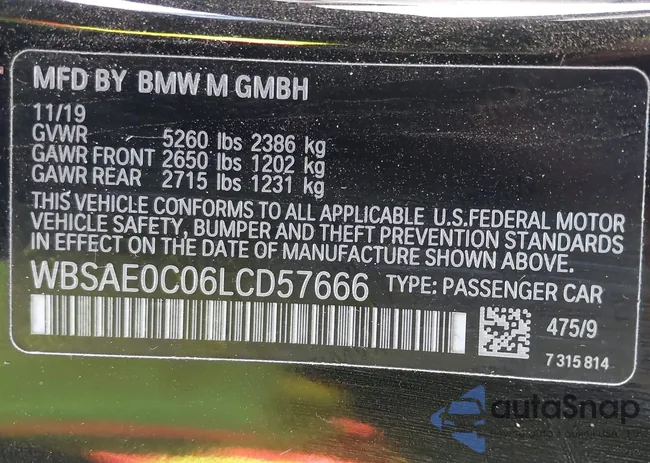 MFD BY BMW M GMBH
11/19
GVWR 5260 lbs 2386 kg
GAWR FRONT 2650 lbs 1202 kg
GAWR REAR 2715 lbs 1231 kg
THIS VEHICLE CONFORMS TO ALL APPLICABLE U.S.FEDERAL MOTOR
VEHICLE SAFETY, BUMPER AND THEFT PREVENTION STANDARDS
IN EFFECT ON THE DATE OF MANUFACTURE SHOWN ABOVE.
WBSAE0C06LCD57666 TYPE: PASSENGER CAR
475/9
7 315 814
autaSnap